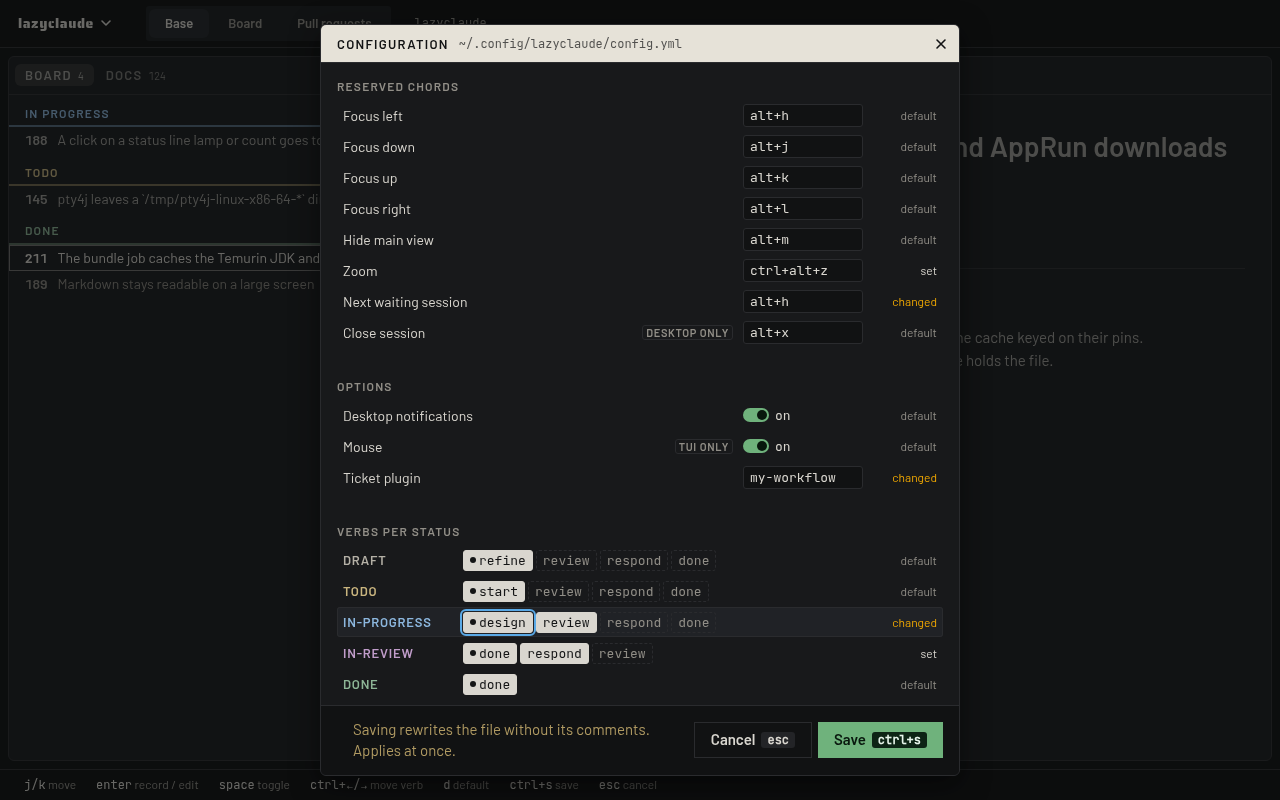 lazyclaude Base Board Pull requests lazyclaude
CONFIGURATION ~/.config/lazyclaude/config.yml
BOARD 4 DOCS 124
IN PROGRESS
188 A click on a status line lamp or count goes to
TODO
145 pty4j leaves a `/tmp/pty4j-linux-x86-64-*` di
DONE
211 The bundle job caches the Temurin JDK and
189 Markdown stays readable on a large screen
nd AppRun downloads
he cache keyed on their pins.
holds the file.
RESERVED CHORDS
Focus left alt+h default
Focus down alt+j default
Focus up alt+k default
Focus right alt+l default
Hide main view alt+m default
Zoom ctrl+alt+z set
Next waiting session alt+h changed
Close session DESKTOP ONLY alt+x default
OPTIONS
Desktop notifications on default
Mouse TUI ONLY on default
Ticket plugin my-workflow changed
VERBS PER STATUS
DRAFT refine review respond done default
TODO start review respond done default
IN-PROGRESS design review respond done changed
IN-REVIEW done respond review set
DONE done default
Saving rewrites the file without its comments.
Applies at once.
Cancel esc Save ctrl+s
j/k move enter record / edit space toggle ctrl+←/→ move verb d default ctrl+s save esc cancel